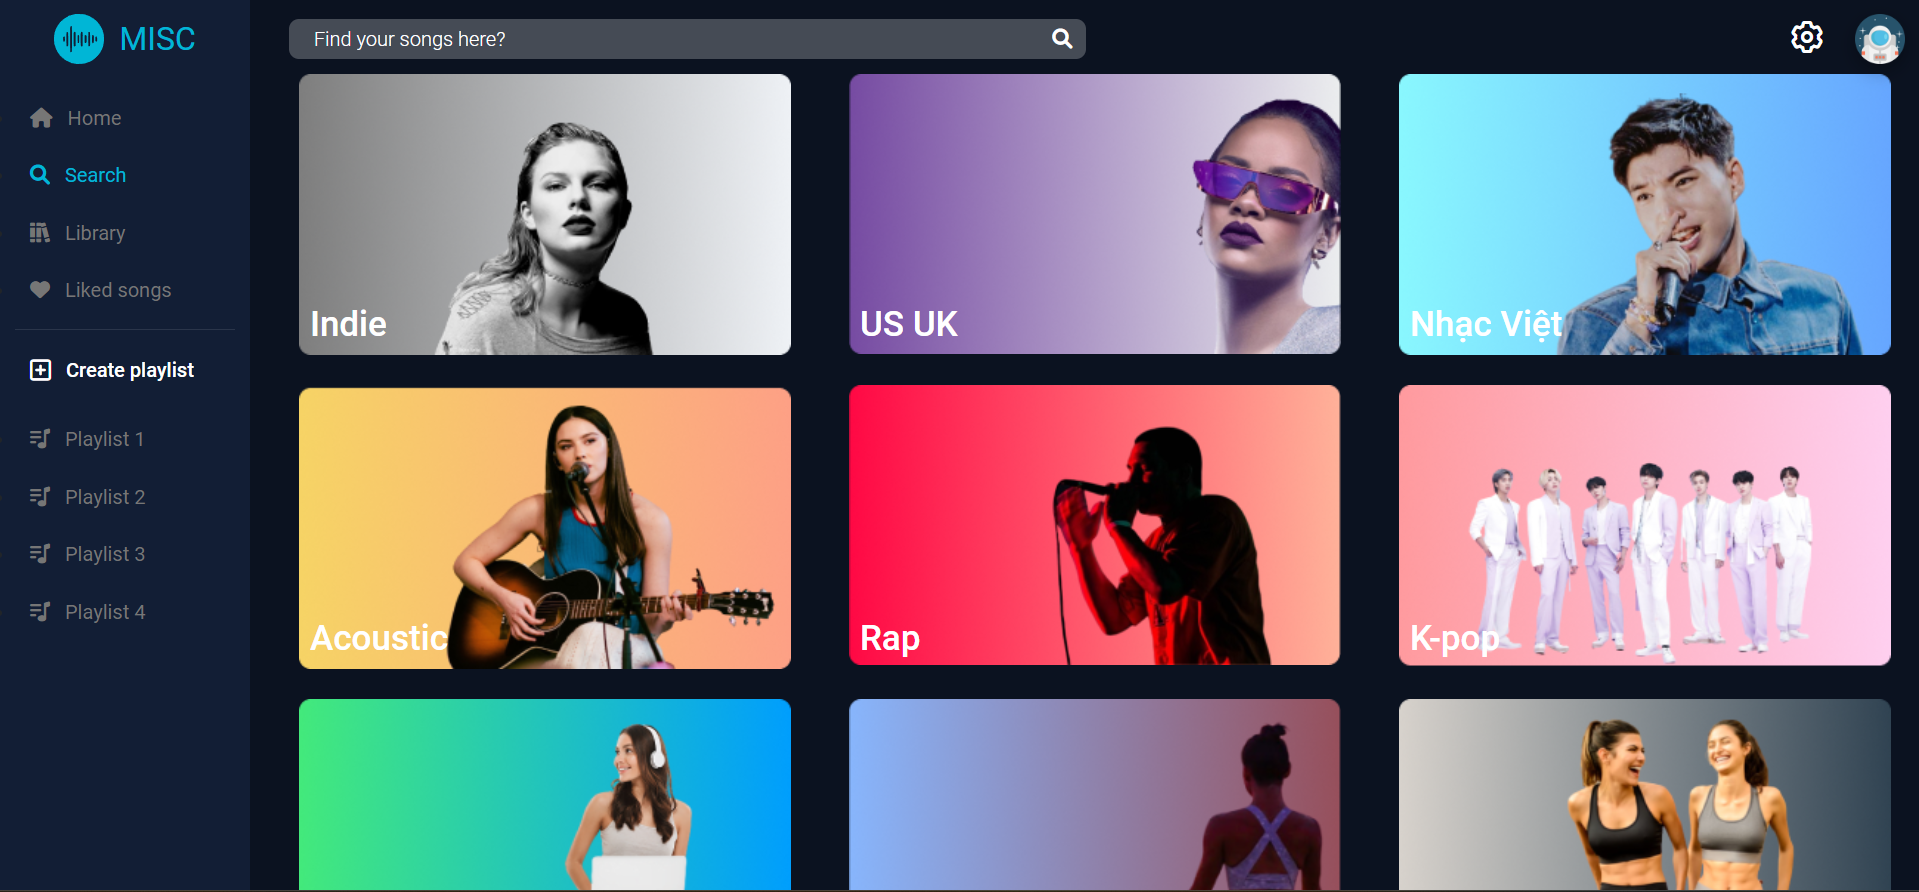 MISC
Find your songs here?
Home
Search
Library
Liked songs
Create playlist
Playlist 1
Playlist 2
Playlist 3
Playlist 4
Indie
US UK
Nhạc Việt
Acoustic
Rap
K-pop